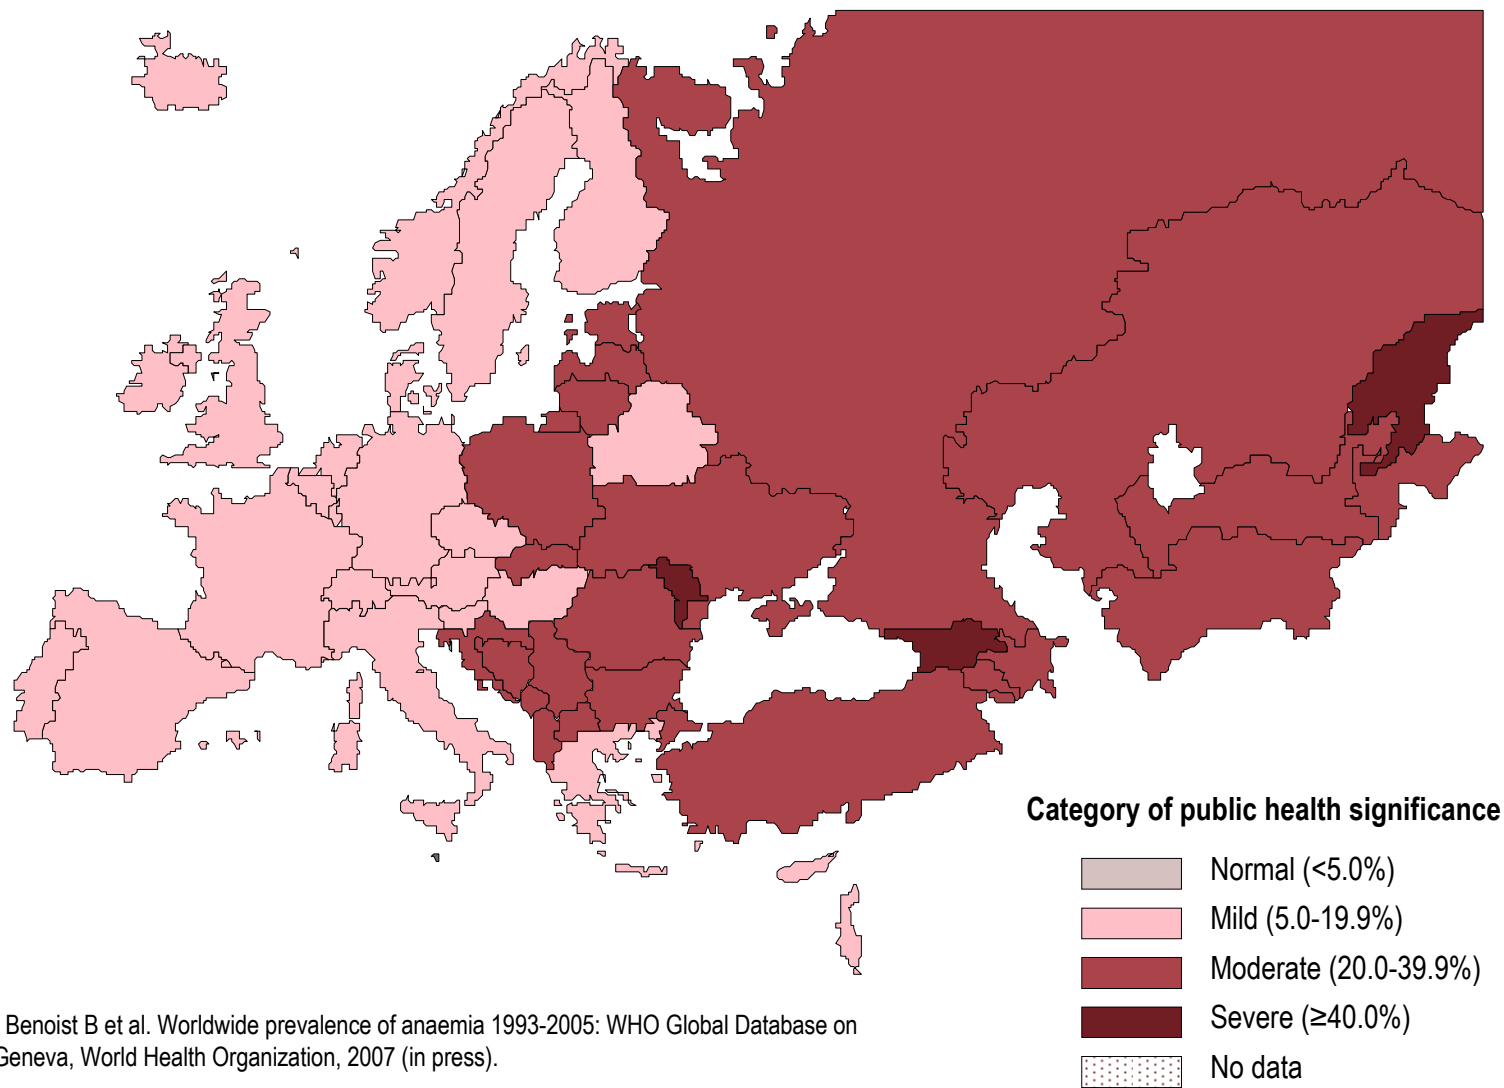 Category of public health significance
Normal (<5.0%)
Mild (5.0-19.9%)
Moderate (20.0-39.9%)
Severe (≥40.0%)
No data
Benoist B et al. Worldwide prevalence of anaemia 1993-2005: WHO Global Database on
Geneva, World Health Organization, 2007 (in press).